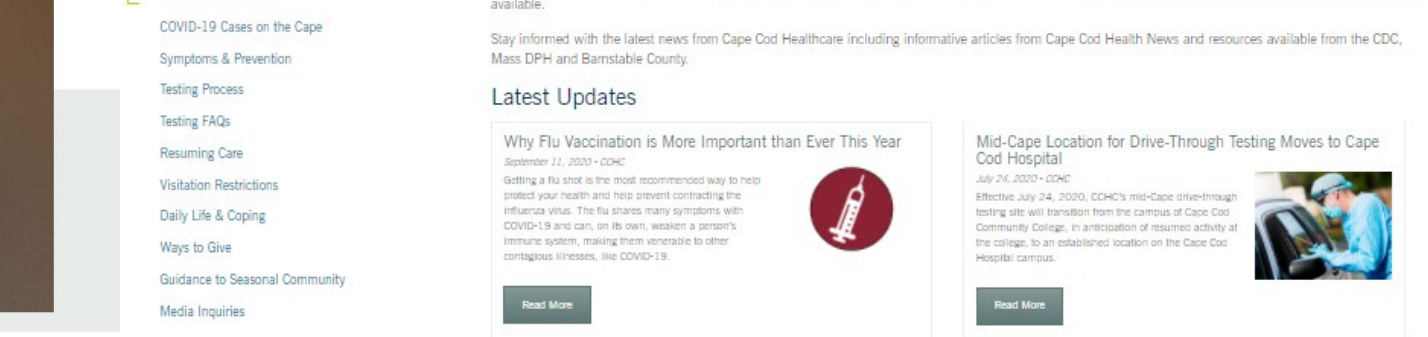 COVID-19 Cases on the Cape
Symptoms & Prevention
Testing Process
Testing FAQs
Resuming Care
Visitation Restrictions
Daily Life & Coping
Ways to Give
Guidance to Seasonal Community
Media Inquiries
available.
Stay informed with the latest news from Cape Cod Healthcare including informative articles from Cape Cod Health News and resources available from the CDC,
Mass DPH and Barnstable County.
Latest Updates
Why Flu Vaccination is More Important than Ever This Year
September 11, 2020 - CCHC
Getting a flu shot is the most recommended way to help
protect your health and help prevent contracting the
influenza virus. The flu shares many symptoms with
COVID-19 and can, on its own, weaken a person's
immune system, making them venerable to other
contagious illnesses, like COVID-19.
Read More
Mid-Cape Location for Drive-Through Testing Moves to Cape
Cod Hospital
July 24, 2020 - CCHC
Effective July 24, 2020, CCHC's mid-Cape drive-through
testing site will transition from the campus of Cape Cod
Community College, in anticipation of resumed activity at
the college, to an established location on the Cape Cod
Hospital campus.
Read More